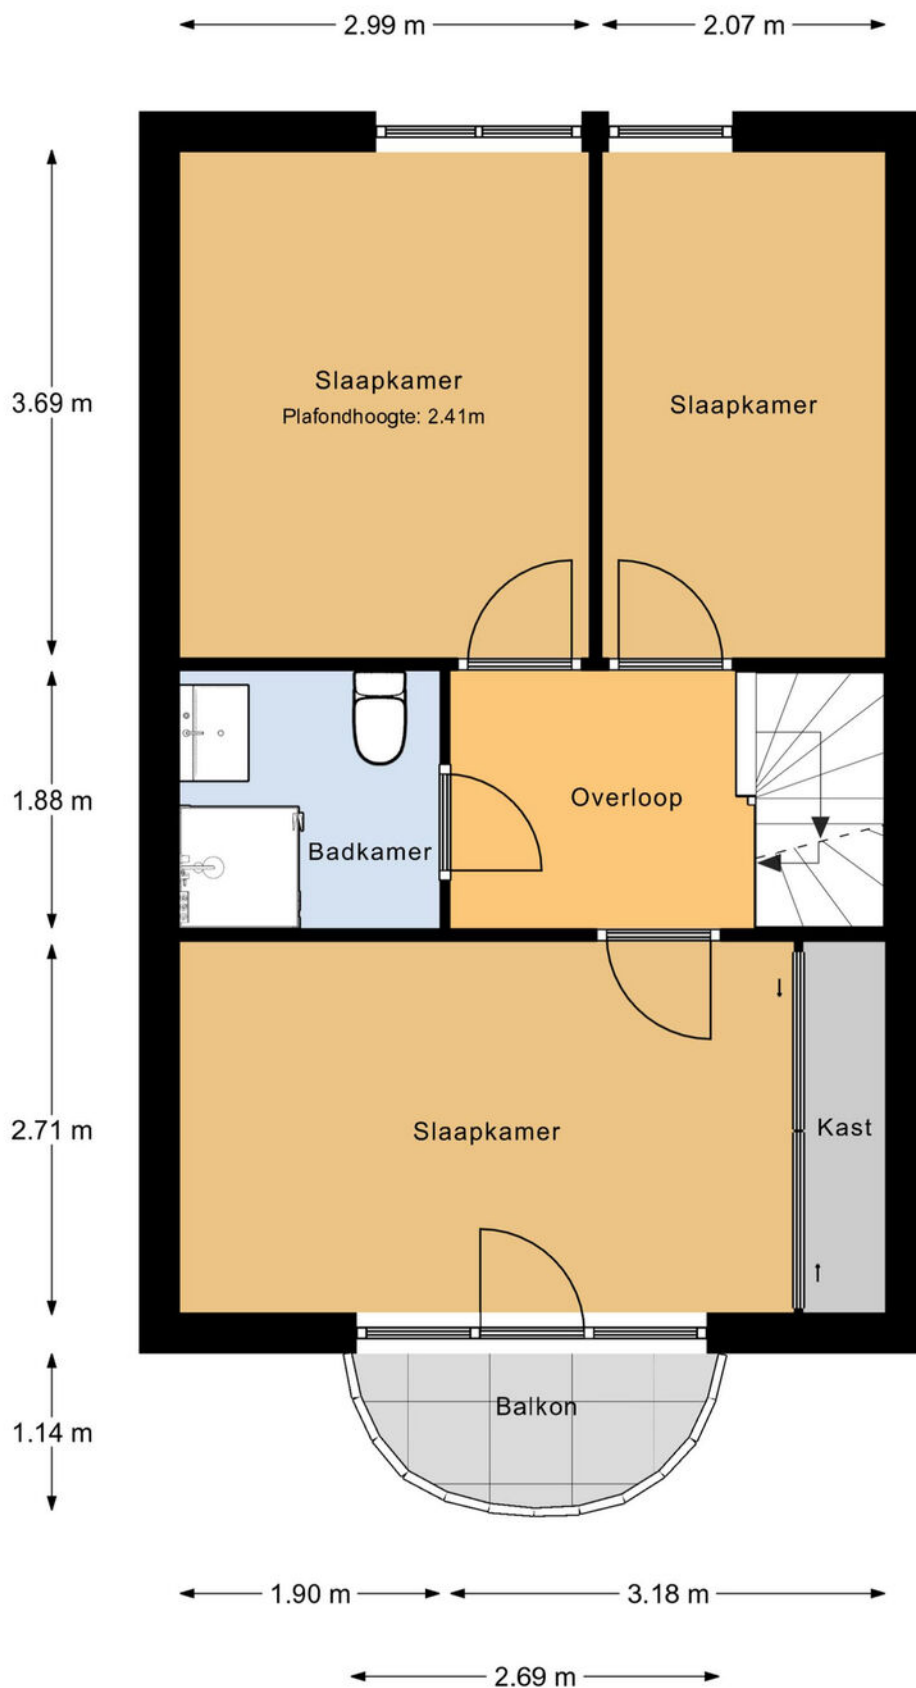 2.99 m
2.07 m
3.69 m
Slaapkamer
Plafondhoogte: 2.41m
Slaapkamer
1.88 m
Overloop
Badkamer
2.71 m
Slaapkamer
Kast
Balkon
1.14 m
1.90 m
3.18 m
2.69 m